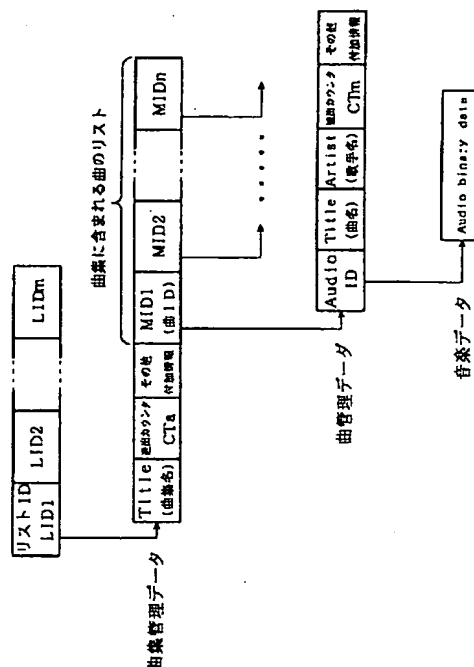 リストID
LID1
LID2
LIDm
曲集に含まれる曲のリスト
Title
(曲集名)
進出カウンタ
CTa
その他
付加情報
MID1
(曲ID)
MID2
MIDn
曲集管理データ
Audio
ID
Title
(曲名)
Artist
(歌手名)
進出カウンタ
CTm
その他
付加情報
曲管理データ
Audio binary data
音楽データ